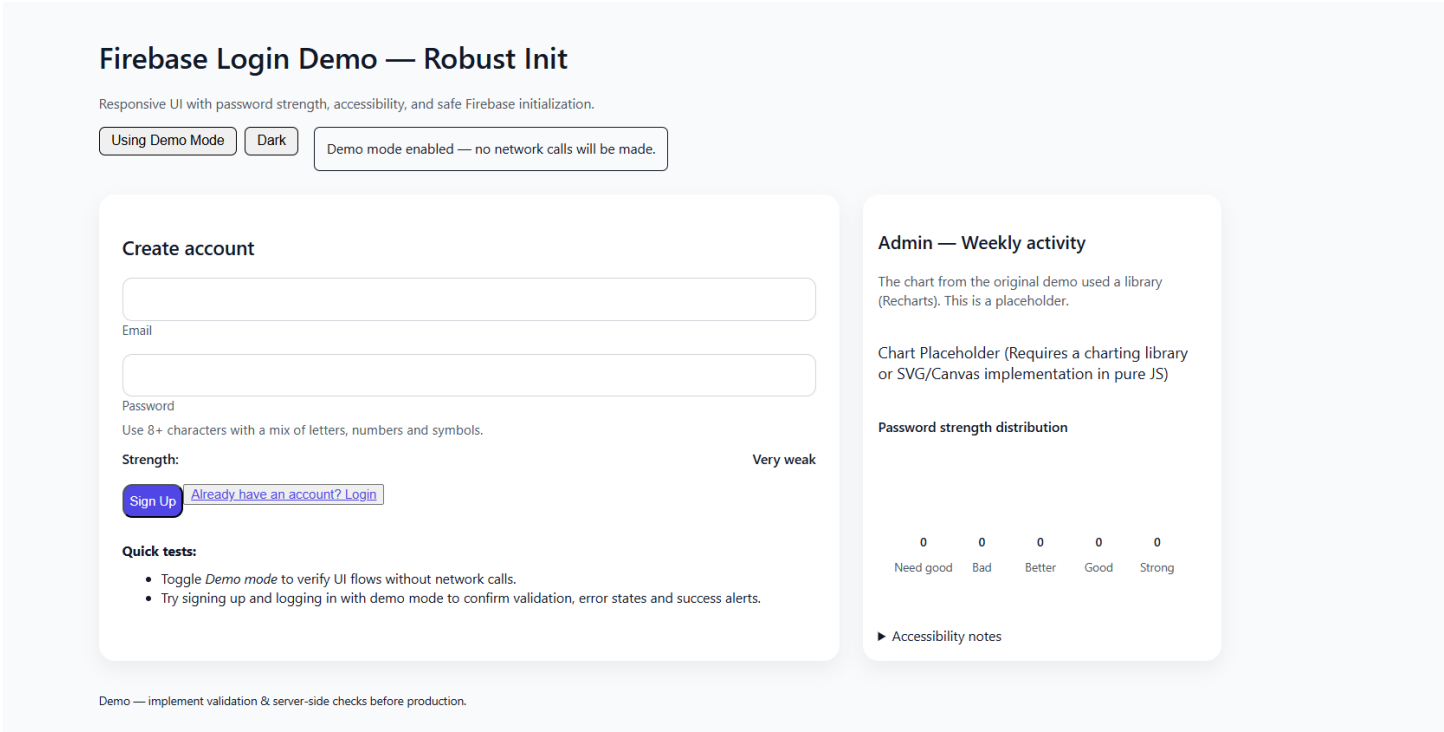 Firebase Login Demo — Robust Init
Responsive UI with password strength, accessibility, and safe Firebase initialization.
Using Demo Mode
Dark
Demo mode enabled — no network calls will be made.
Create account
Email
Password
Use 8+ characters with a mix of letters, numbers and symbols.
Strength: Very weak
Sign Up
Already have an account? Login
Quick tests:
Toggle Demo mode to verify UI flows without network calls.
Try signing up and logging in with demo mode to confirm validation, error states and success alerts.
Admin — Weekly activity
The chart from the original demo used a library
(Recharts). This is a placeholder.
Chart Placeholder (Requires a charting library
or SVG/Canvas implementation in pure JS)
Password strength distribution
0 0 0 0 0
Need good Bad Better Good Strong
Accessibility notes
Demo — implement validation & server-side checks before production.